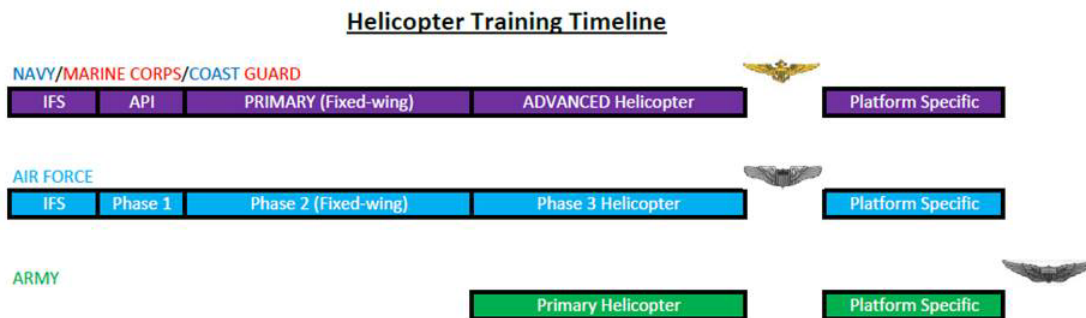 Helicopter Training Timeline
NAVY/MARINE CORPS/COAST GUARD
IFS API PRIMARY (Fixed-wing) ADVANCED Helicopter Platform Specific
AIR FORCE
IFS Phase 1 Phase 2 (Fixed-wing) Phase 3 Helicopter Platform Specific
ARMY
Primary Helicopter Platform Specific